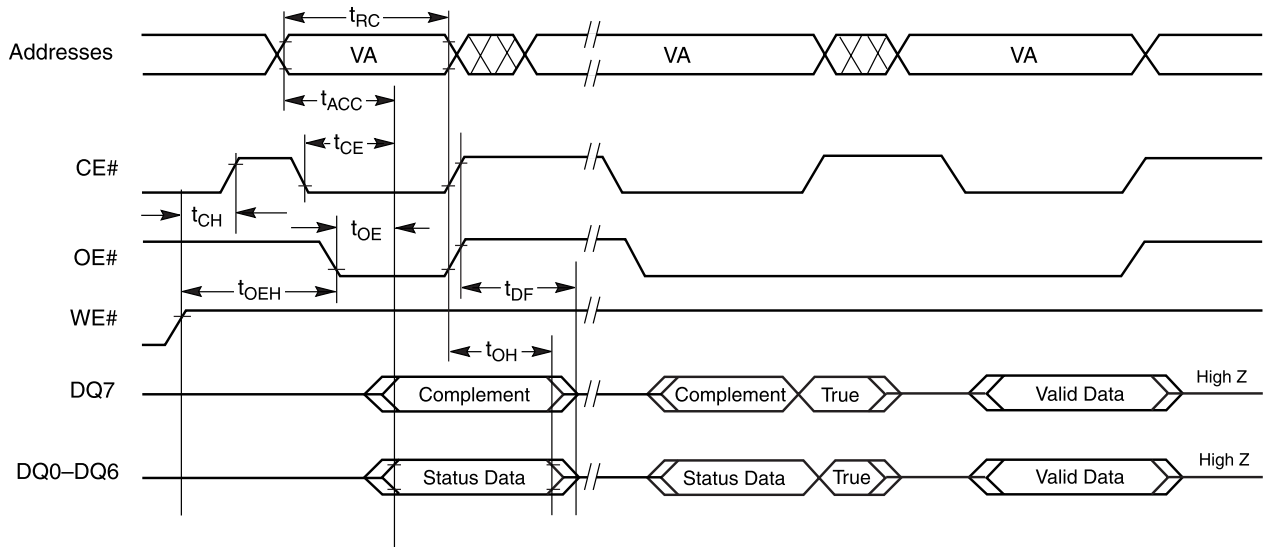 tRC
Addresses VA VA VA
tACC
tCE
CE#
tCH
tOE
OE#
tOEH tDF
WE#
tOH
DQ7 Complement Complement True Valid Data High Z
DQ0–DQ6 Status Data Status Data True Valid Data High Z